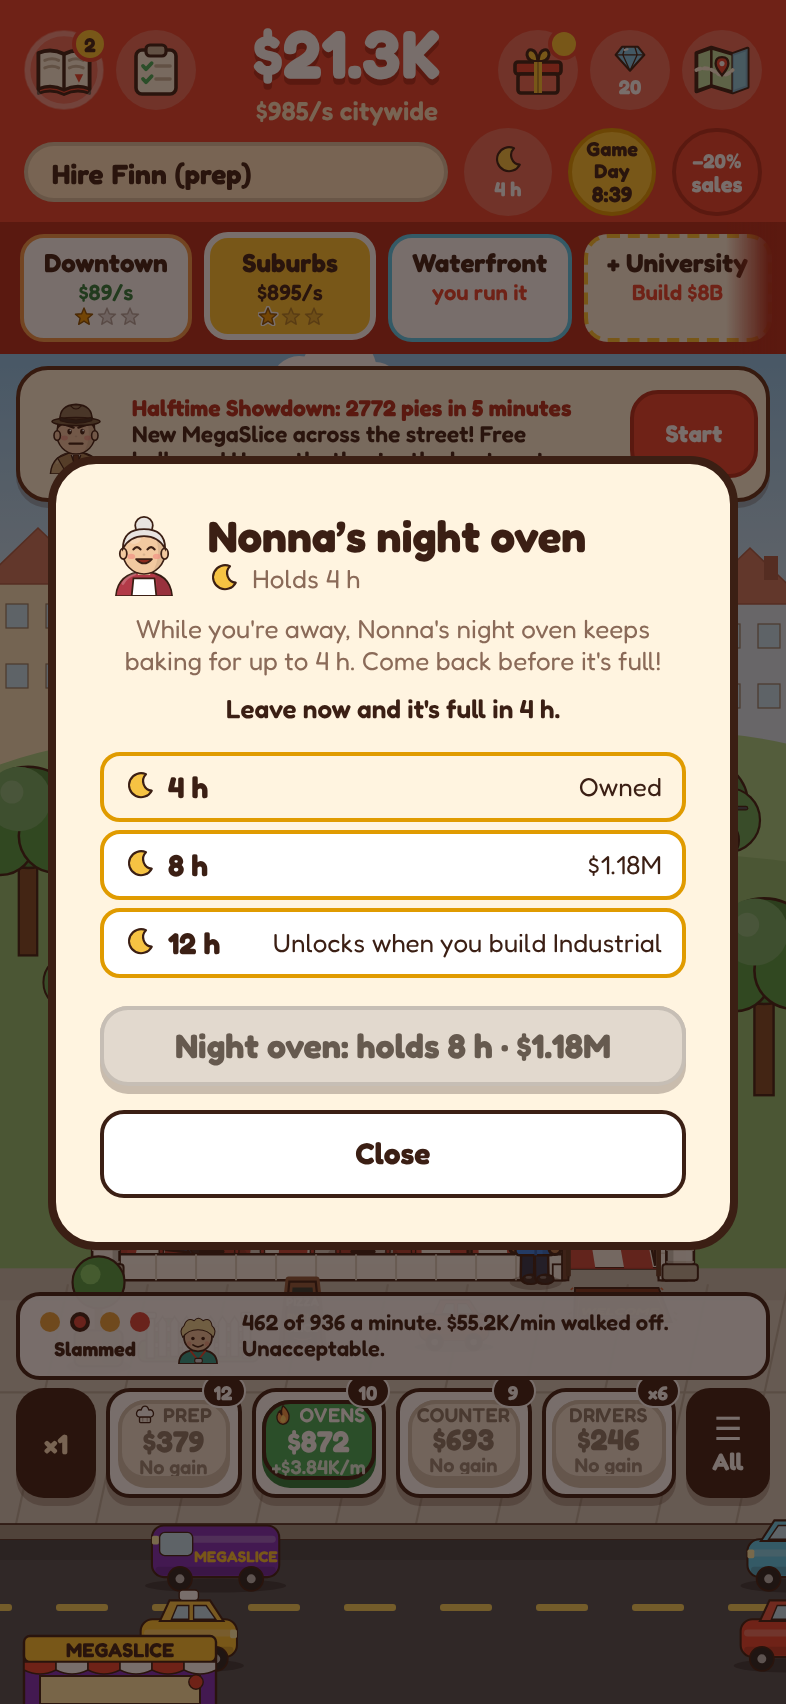 2
$21.3K
$985/s citywide
20
Hire Finn (prep)
4 h
Game
Day
8:39
-20%
sales
Downtown
$89/s
Suburbs
$895/s
Waterfront
you run it
+ University
Build $8B
Halftime Showdown: 2772 pies in 5 minutes
New MegaSlice across the street! Free
Start
Nonna's night oven
Holds 4 h
While you're away, Nonna's night oven keeps
baking for up to 4 h. Come back before it's full!
Leave now and it's full in 4 h.
4 h
Owned
8 h
$1.18M
12 h
Unlocks when you build Industrial
Night oven: holds 8 h · $1.18M
Close
Slammed
462 of 936 a minute. $55.2K/min walked off.
Unacceptable.
x1
12
PREP
$379
No gain
10
OVENS
$872
+$3.84K/m
9
COUNTER
$693
No gain
x6
DRIVERS
$246
No gain
All
MEGASLICE
MEGASLICE